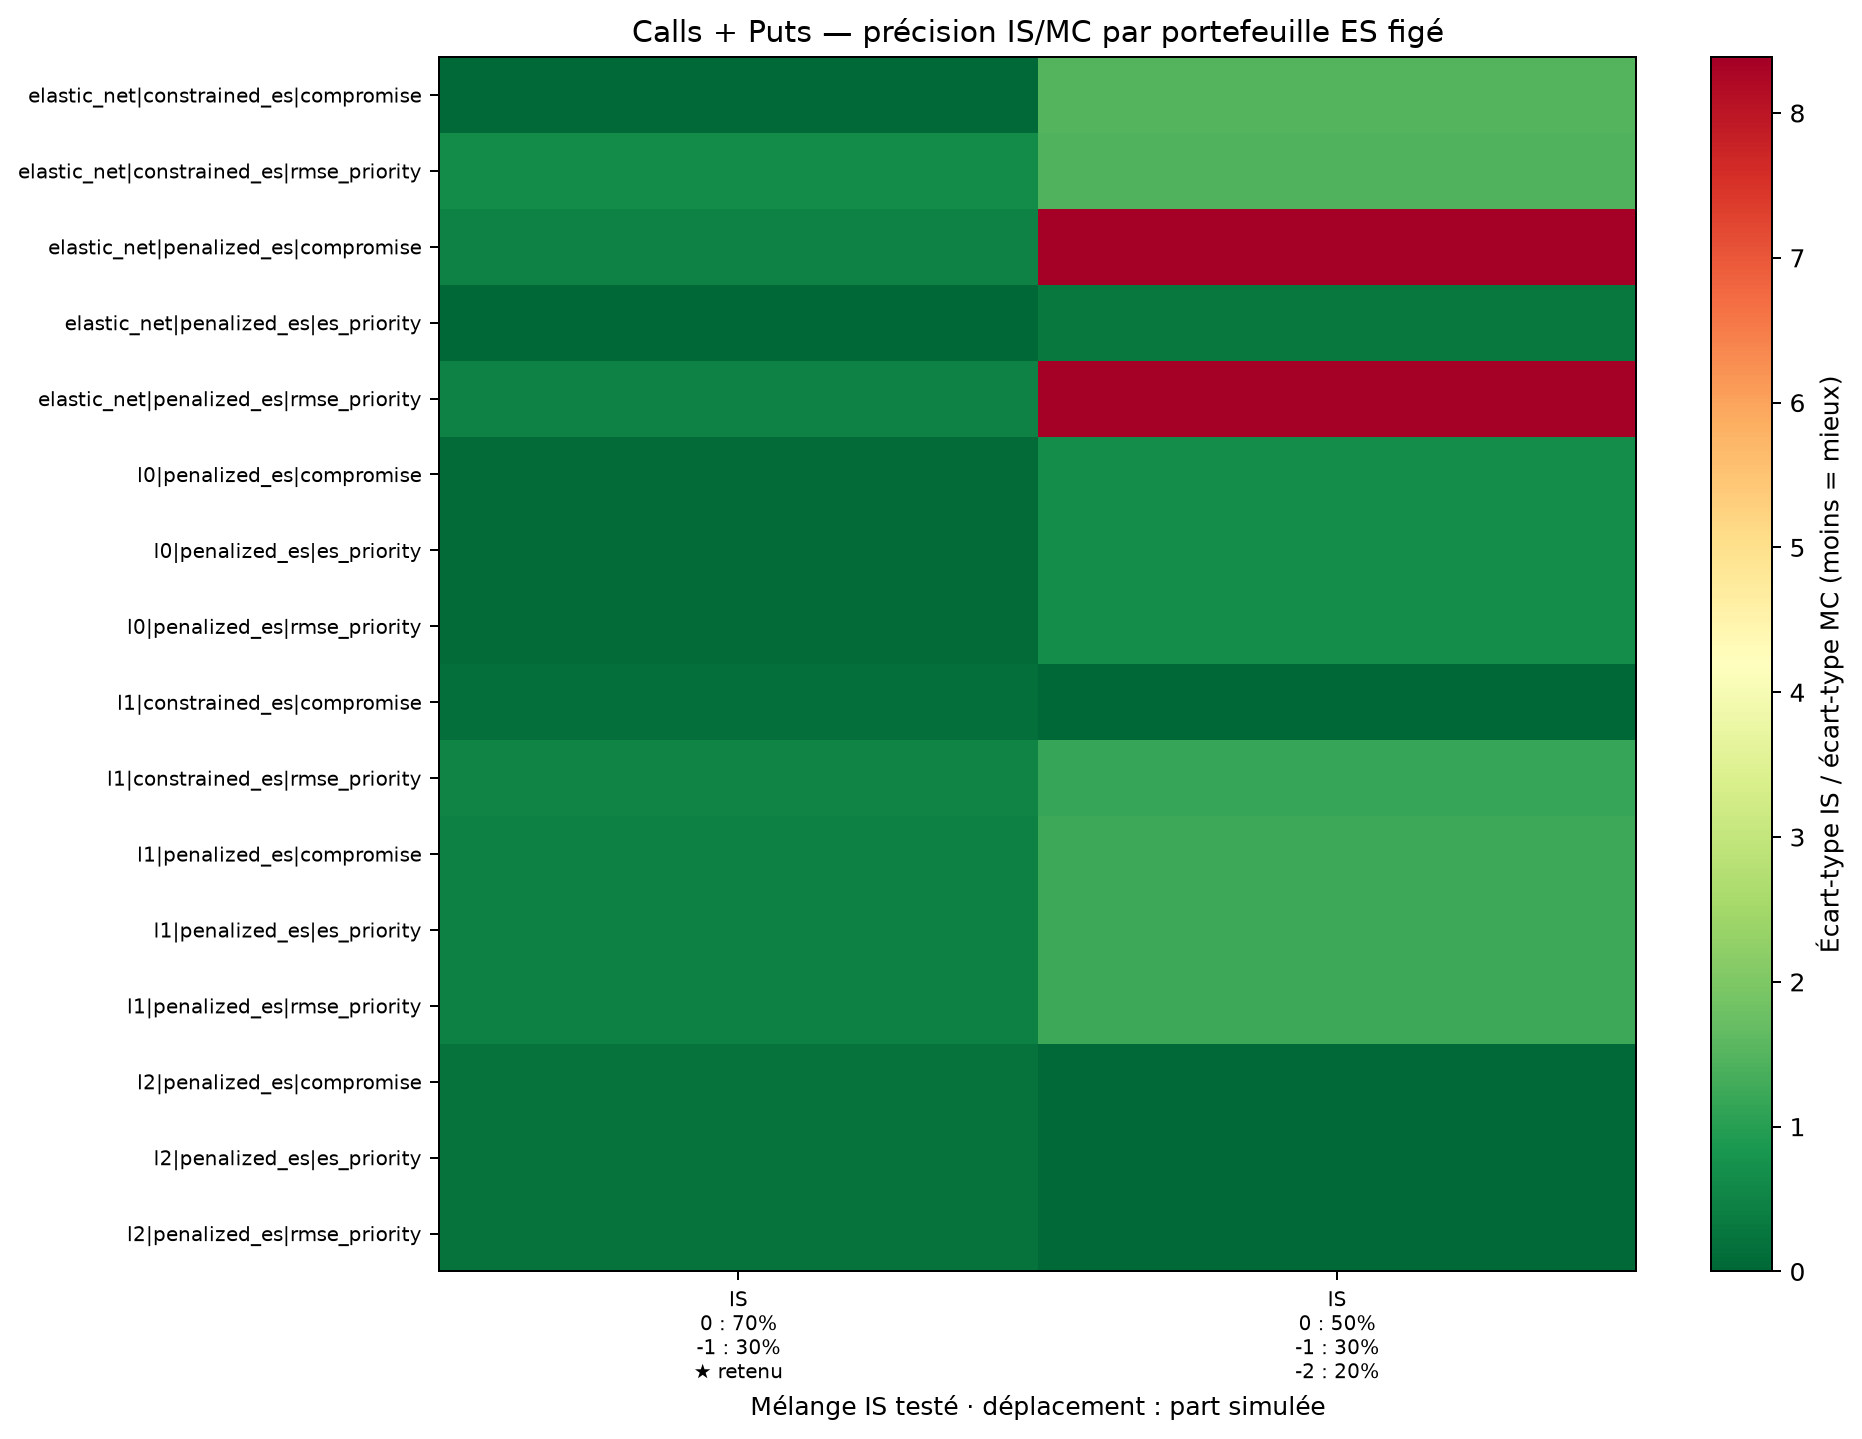 Calls + Puts — précision IS/MC par portefeuille ES figé
elastic_net|constrained_es|compromise
elastic_net|constrained_es|rmse_priority
elastic_net|penalized_es|compromise
elastic_net|penalized_es|es_priority
elastic_net|penalized_es|rmse_priority
l0|penalized_es|compromise
l0|penalized_es|es_priority
l0|penalized_es|rmse_priority
l1|constrained_es|compromise
l1|constrained_es|rmse_priority
l1|penalized_es|compromise
l1|penalized_es|es_priority
l1|penalized_es|rmse_priority
l2|penalized_es|compromise
l2|penalized_es|es_priority
l2|penalized_es|rmse_priority
IS
0 : 70%
-1 : 30%
★ retenu
IS
0 : 50%
-1 : 30%
-2 : 20%
Mélange IS testé · déplacement : part simulée
8
7
6
5
4
3
2
1
0
Écart-type IS / écart-type MC (moins = mieux)